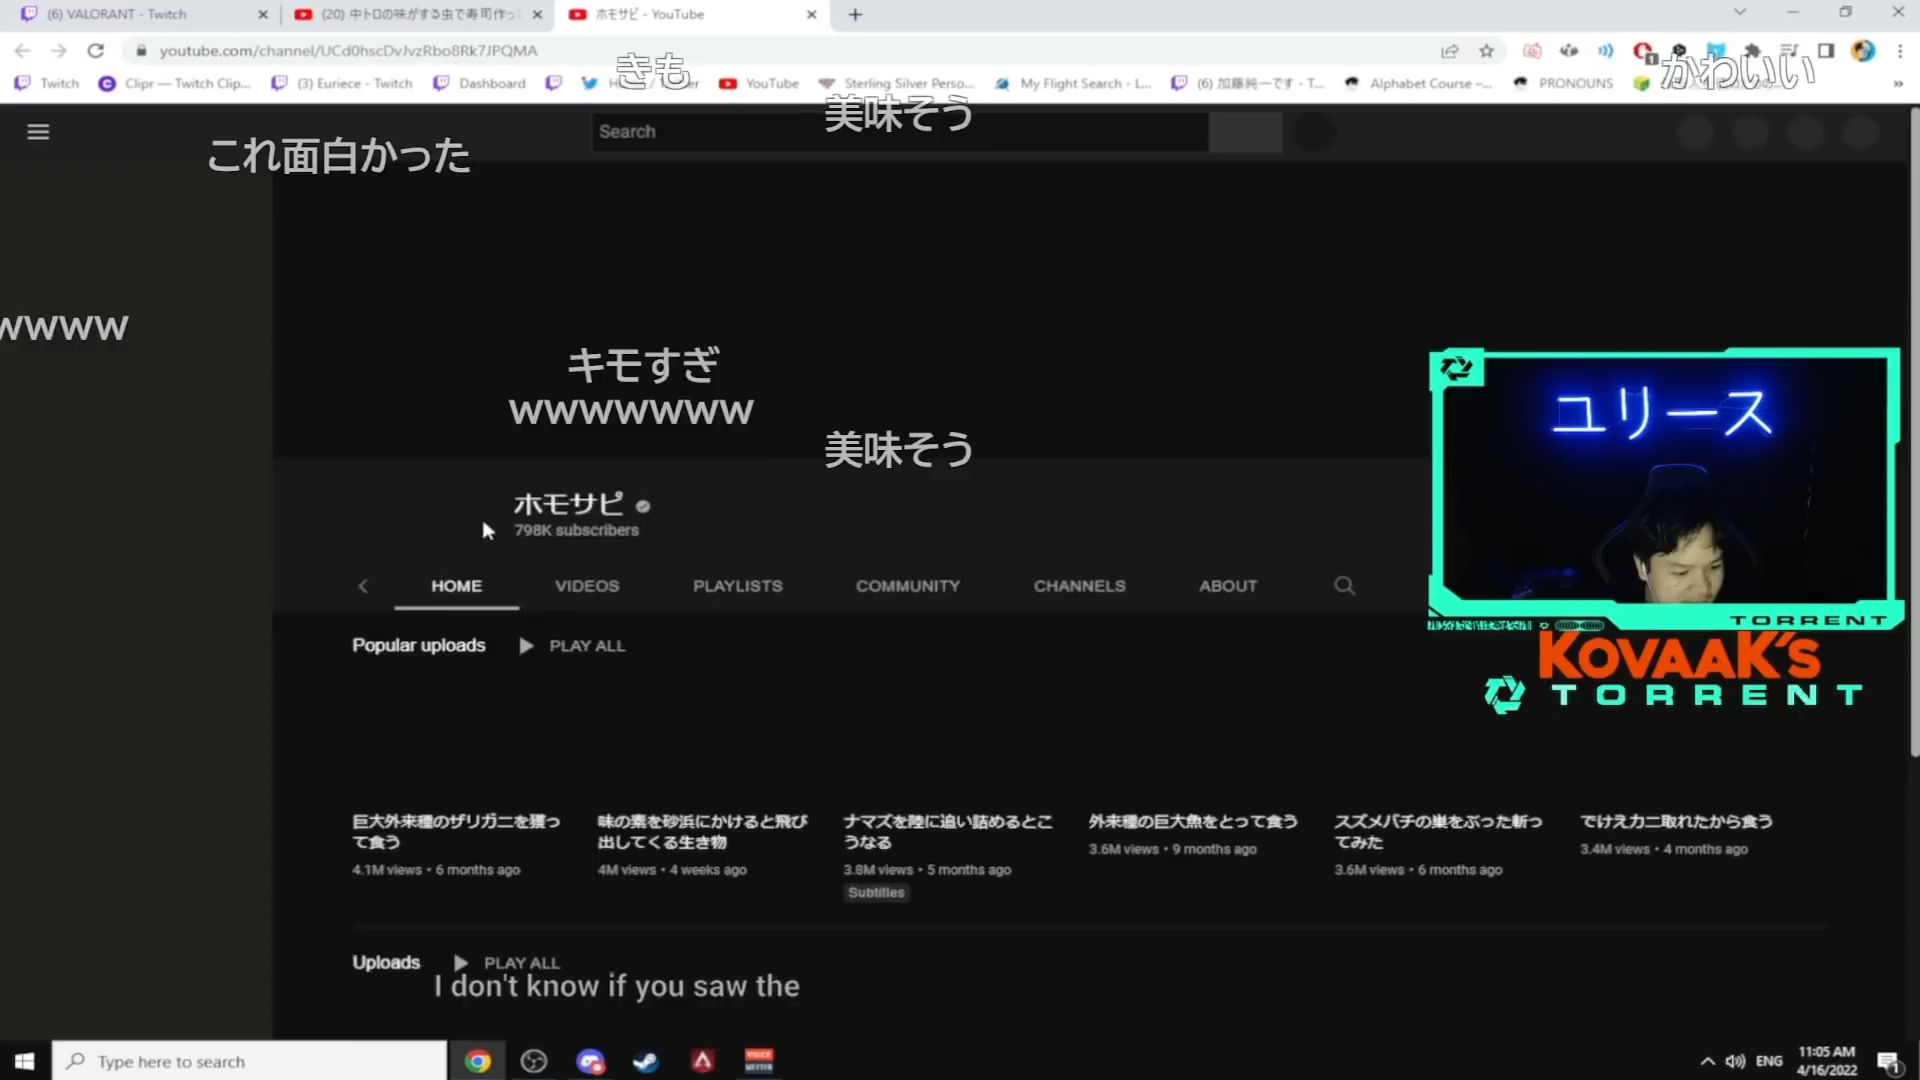 (6) VALORANT - Twitch
(20) 中トロの味がする虫で寿司作っ
ホモサピ - YouTube
youtube.com/channel/UCd0hscDvJvzRbo8Rk7JPQMA
Twitch
Clipr — Twitch Clip...
(3) Euriece - Twitch
Dashboard
YouTube
Sterling Silver Perso...
My Flight Search - L...
(6) 加藤純一です - T...
Alphabet Course –...
PRONOUNS
きも
かわいい
美味そう
Search
これ面白かった
wwww
キモすぎ
wwwwwww
美味そう
ユリース
ホモサピ
798K subscribers
HOME
VIDEOS
PLAYLISTS
COMMUNITY
CHANNELS
ABOUT
TORRENT
KOVAAK'S
TORRENT
Popular uploads
PLAY ALL
巨大外来種のザリガニを獲っ
て食う
4.1M views • 6 months ago
味の素を砂浜にかけると飛び
出してくる生き物
4M views • 4 weeks ago
ナマズを陸に追い詰めるとこ
うなる
3.8M views • 5 months ago
Subtitles
外来種の巨大魚をとって食う
3.6M views • 9 months ago
スズメバチの巣をぶった斬っ
てみた
3.6M views • 6 months ago
でけえカニ取れたから食う
3.4M views • 4 months ago
Uploads
PLAY ALL
I don't know if you saw the
Type here to search
ENG
11:05 AM
4/16/2022